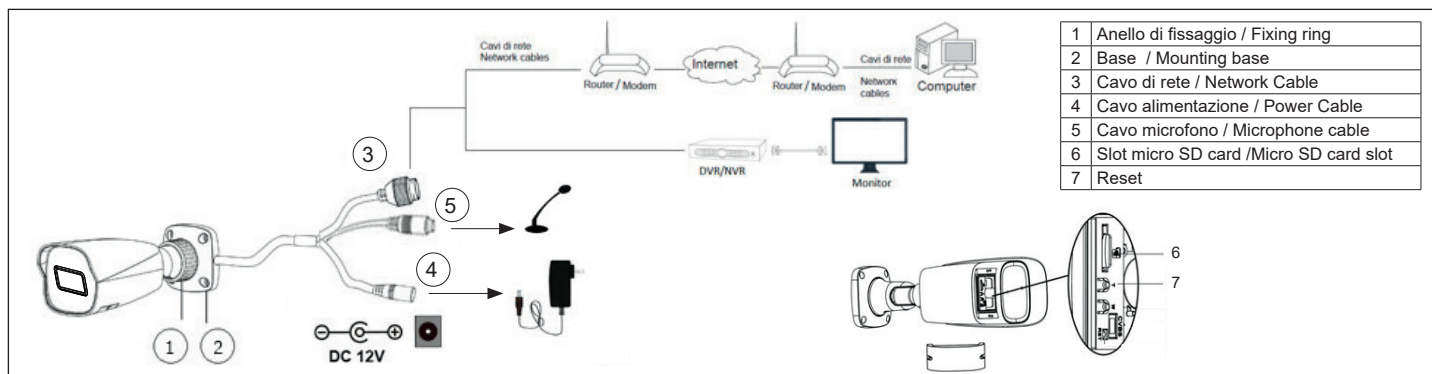 Cavi di rete
Network cables
Router / Modem
Internet
Router / Modem
Cavi di rete
Network
cables
Computer
DVR/NVR
Monitor
3
5
4
1
2
DC 12V
1 Anello di fissaggio / Fixing ring
2 Base / Mounting base
3 Cavo di rete / Network Cable
4 Cavo alimentazione / Power Cable
5 Cavo microfono / Microphone cable
6 Slot micro SD card /Micro SD card slot
7 Reset
6
7
CVBS